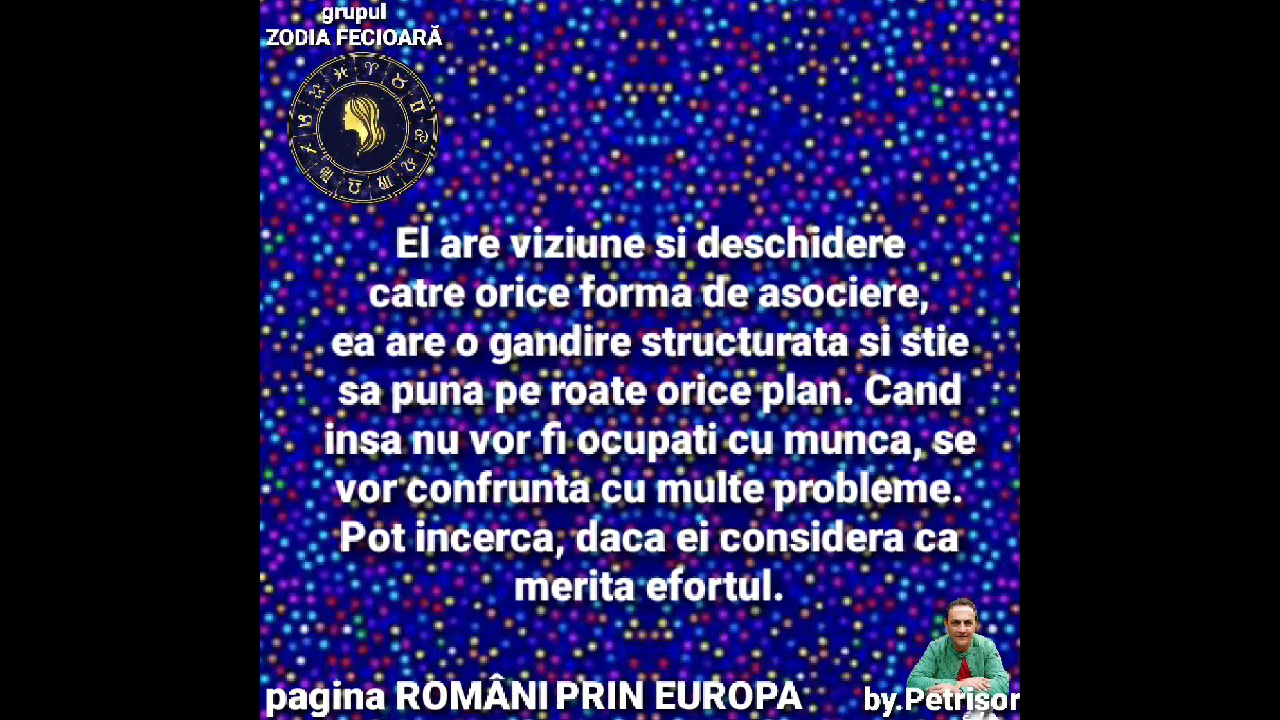 grupul
ZODIA FECIOARĂ
El are viziune si deschidere
catre orice forma de asociere,
ea are o gandire structurata si stie
sa puna pe roate orice plan. Cand
insa nu vor fi ocupati cu munca, se
vor confrunta cu multe probleme.
Pot incerca, daca ei considera ca
merita efortul.
pagina ROMÂNI PRIN EUROPA
by.Petrișor